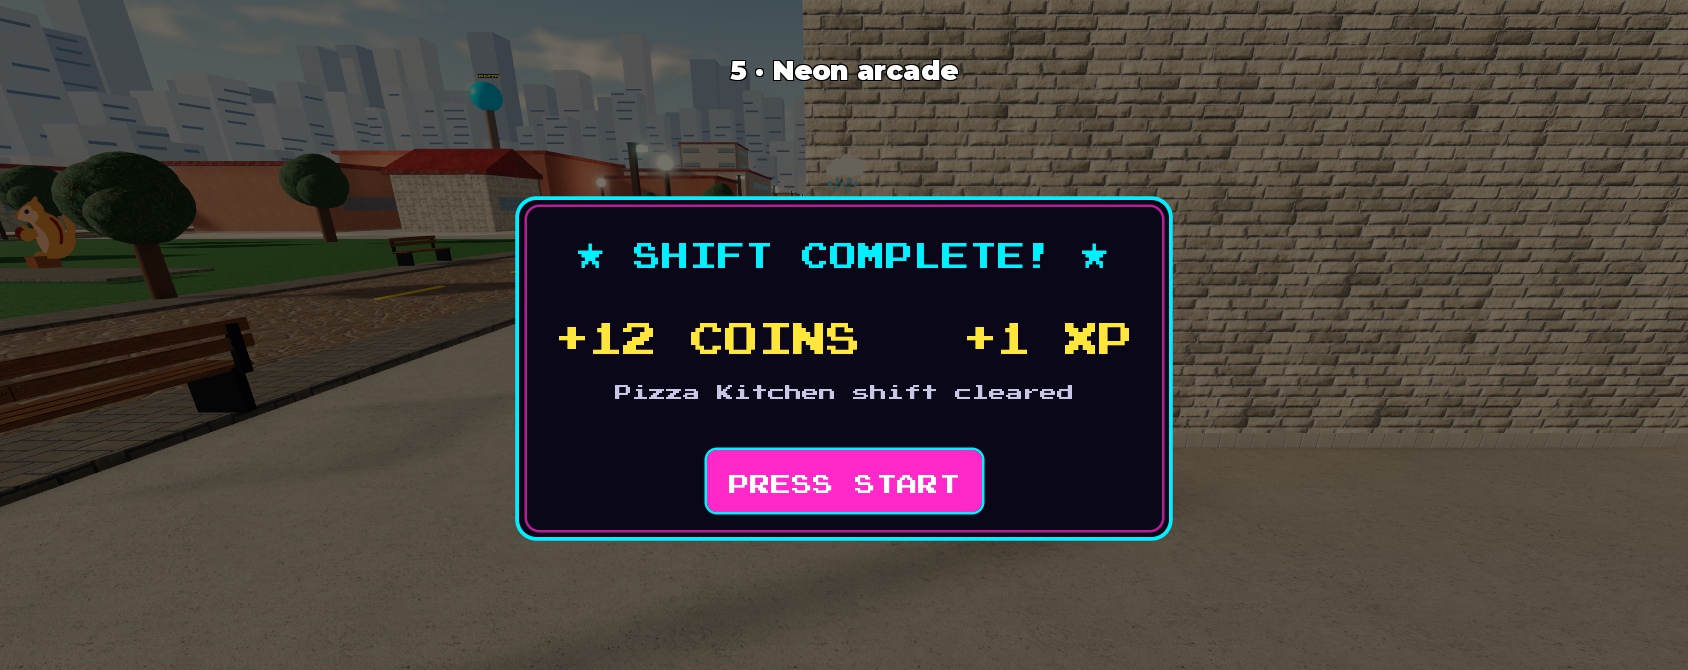 5 • Neon arcade
★ SHIFT COMPLETE! ★
+12 COINS +1 XP
Pizza Kitchen shift cleared
PRESS START